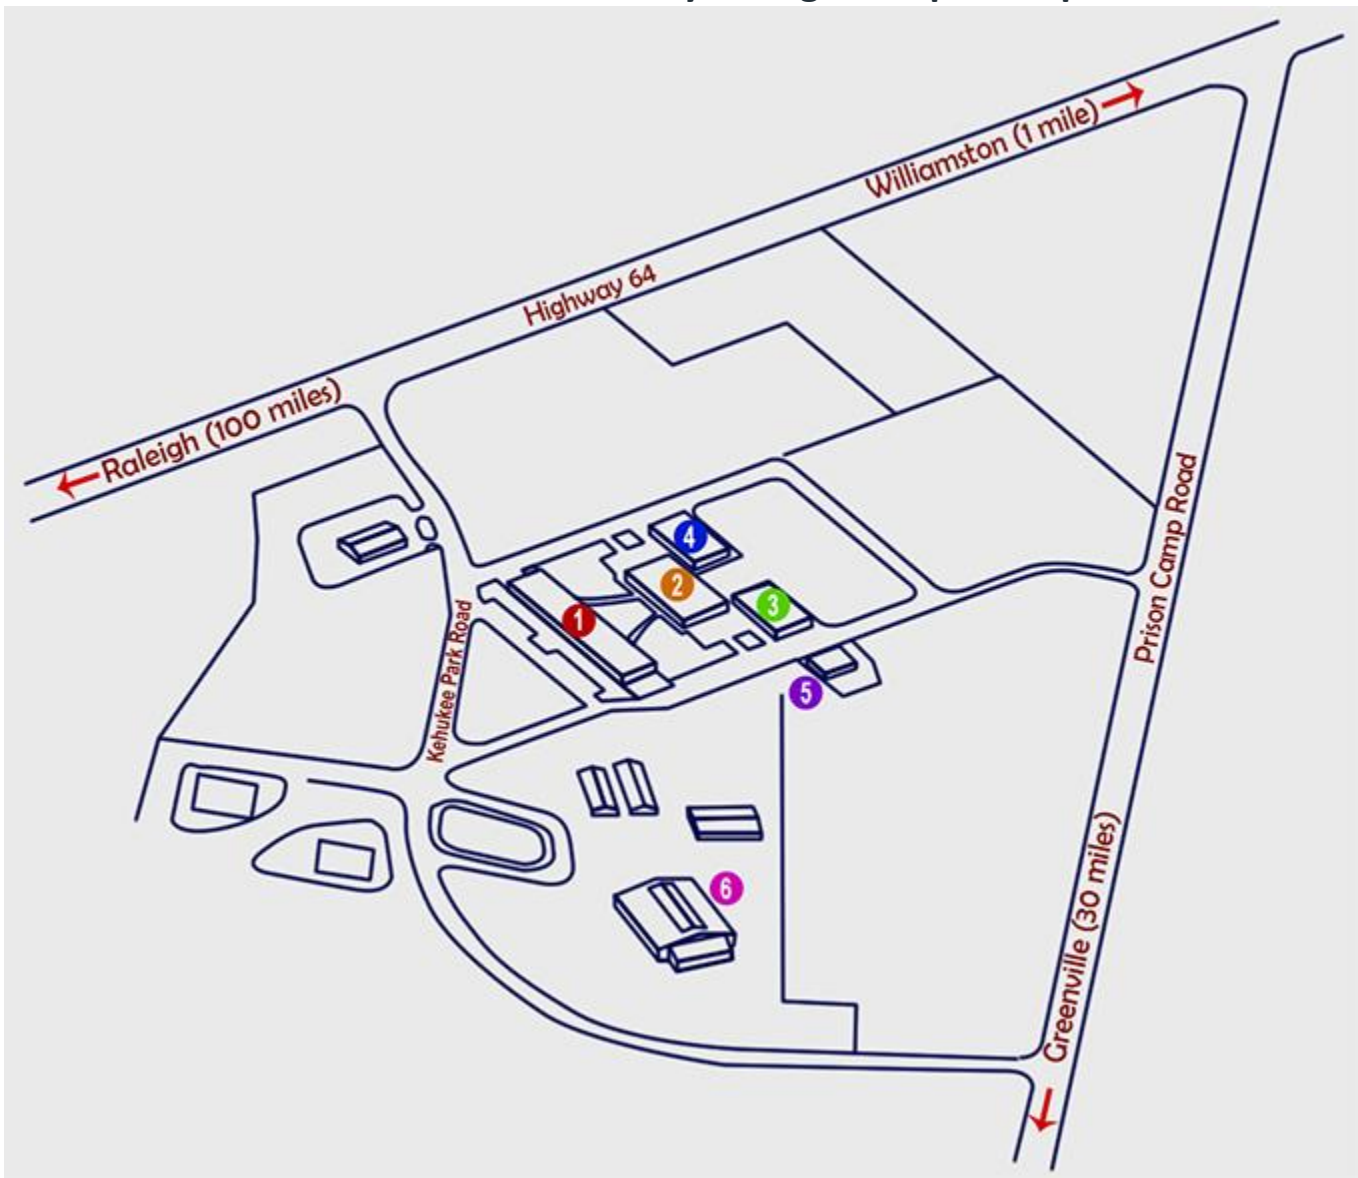 Williamston (1 mile)
Highway 64
Raleigh (100 miles)
Prison Camp Road
4
2
3
1
Kehukee Park Road
5
6
Greenville (30 miles)